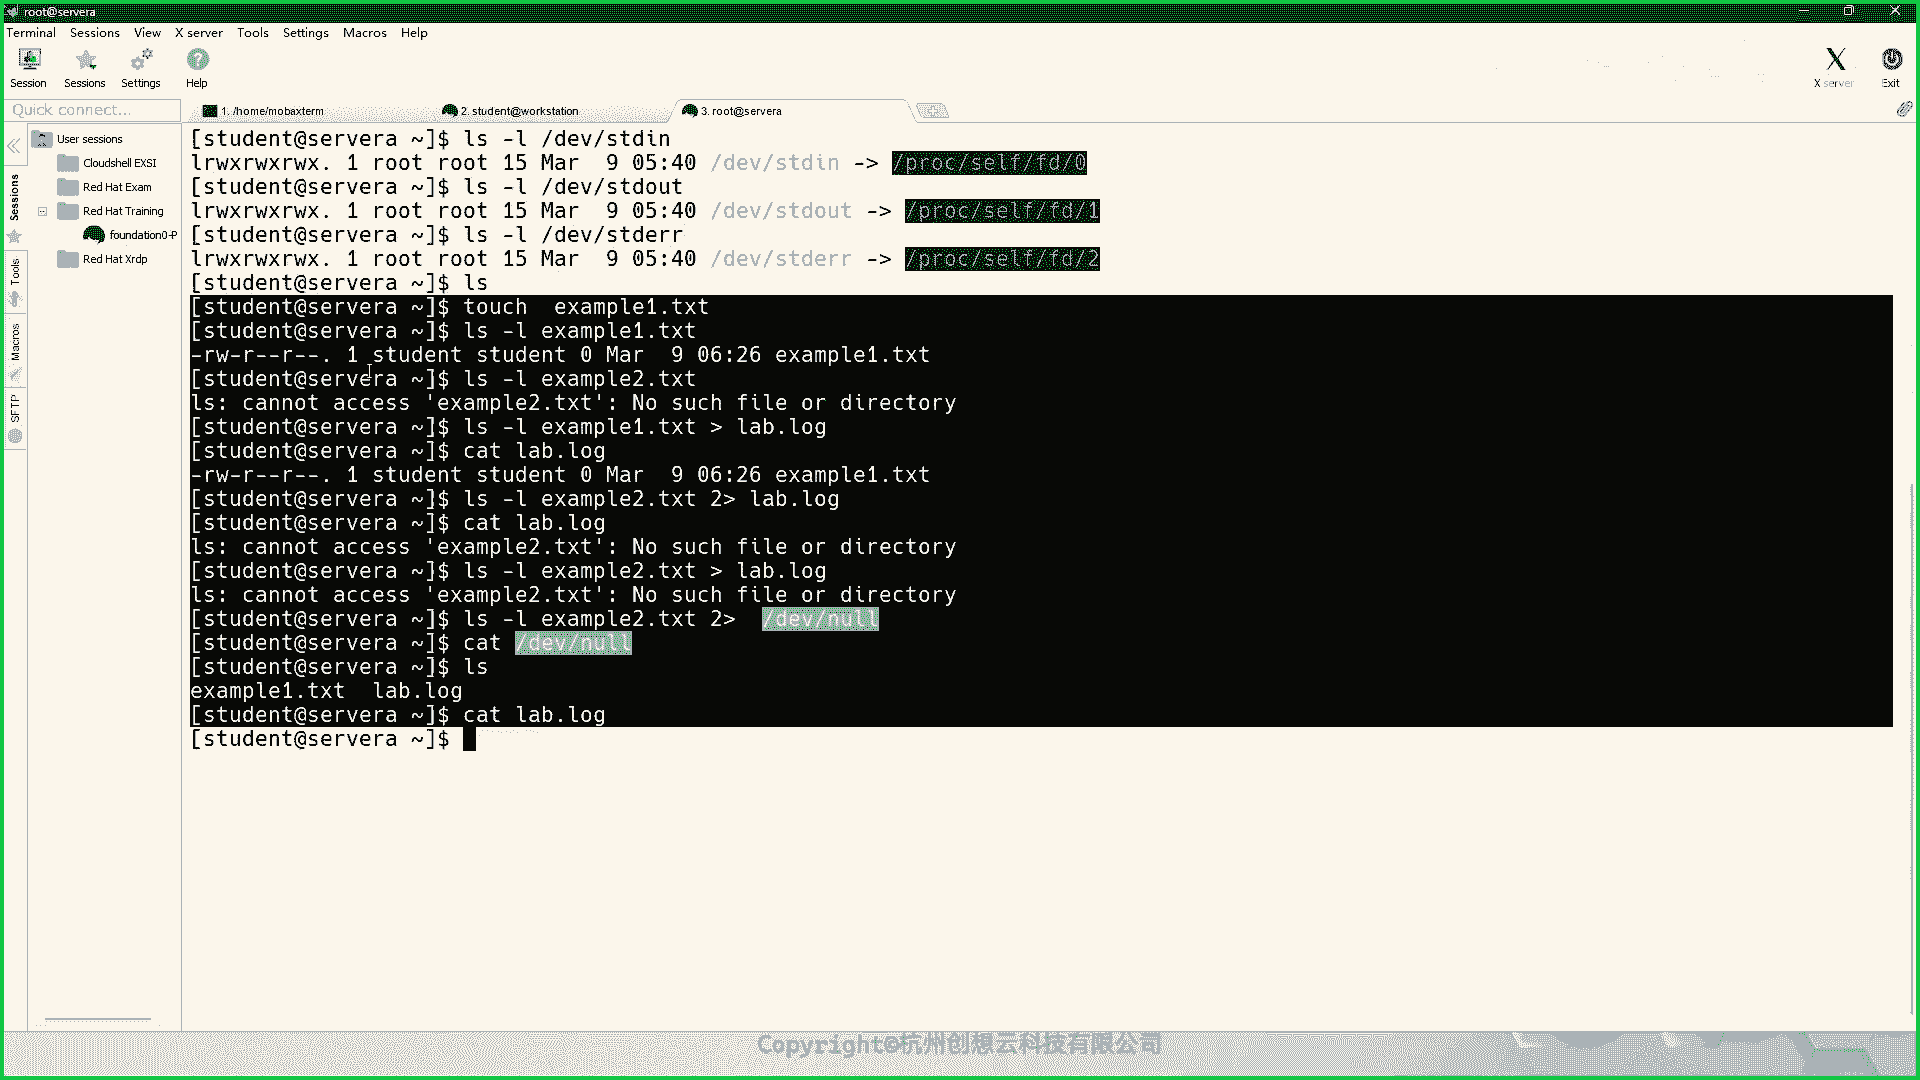 root@servera
Terminal Sessions View X server Tools Settings Macros Help
Session Sessions Settings Help X server Exit
Quick connect... 1. /home/mobaxterm 2. student@workstation 3. root@servera
User sessions
Cloudshell EXSI
Red Hat Exam
Red Hat Training
foundation0-P
Red Hat Xrdp
Sessions
Tools
Macros
SFTP
[student@servera ~]$ ls -l /dev/stdin
lrwxrwxrwx. 1 root root 15 Mar  9 05:40 /dev/stdin -> /proc/self/fd/0
[student@servera ~]$ ls -l /dev/stdout
lrwxrwxrwx. 1 root root 15 Mar  9 05:40 /dev/stdout -> /proc/self/fd/1
[student@servera ~]$ ls -l /dev/stderr
lrwxrwxrwx. 1 root root 15 Mar  9 05:40 /dev/stderr -> /proc/self/fd/2
[student@servera ~]$ ls
[student@servera ~]$ touch  example1.txt
[student@servera ~]$ ls -l example1.txt
-rw-r--r--. 1 student student 0 Mar  9 06:26 example1.txt
[student@servera ~]$ ls -l example2.txt
ls: cannot access 'example2.txt': No such file or directory
[student@servera ~]$ ls -l example1.txt > lab.log
[student@servera ~]$ cat lab.log
-rw-r--r--. 1 student student 0 Mar  9 06:26 example1.txt
[student@servera ~]$ ls -l example2.txt 2> lab.log
[student@servera ~]$ cat lab.log
ls: cannot access 'example2.txt': No such file or directory
[student@servera ~]$ ls -l example2.txt > lab.log
ls: cannot access 'example2.txt': No such file or directory
[student@servera ~]$ ls -l example2.txt 2>  /dev/null
[student@servera ~]$ cat /dev/null
[student@servera ~]$ ls
example1.txt  lab.log
[student@servera ~]$ cat lab.log
[student@servera ~]$
Copyright@杭州创想云科技有限公司